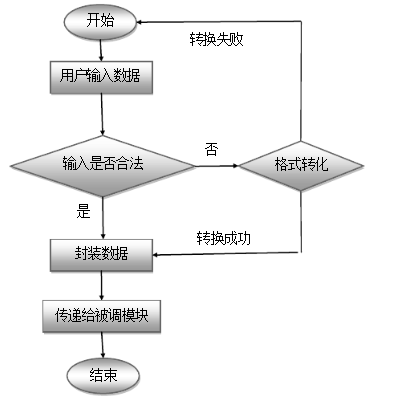 开始
转换失败
用户输入数据
输入是否合法
否
格式转化
是
转换成功
封装数据
传递给被调模块
结束